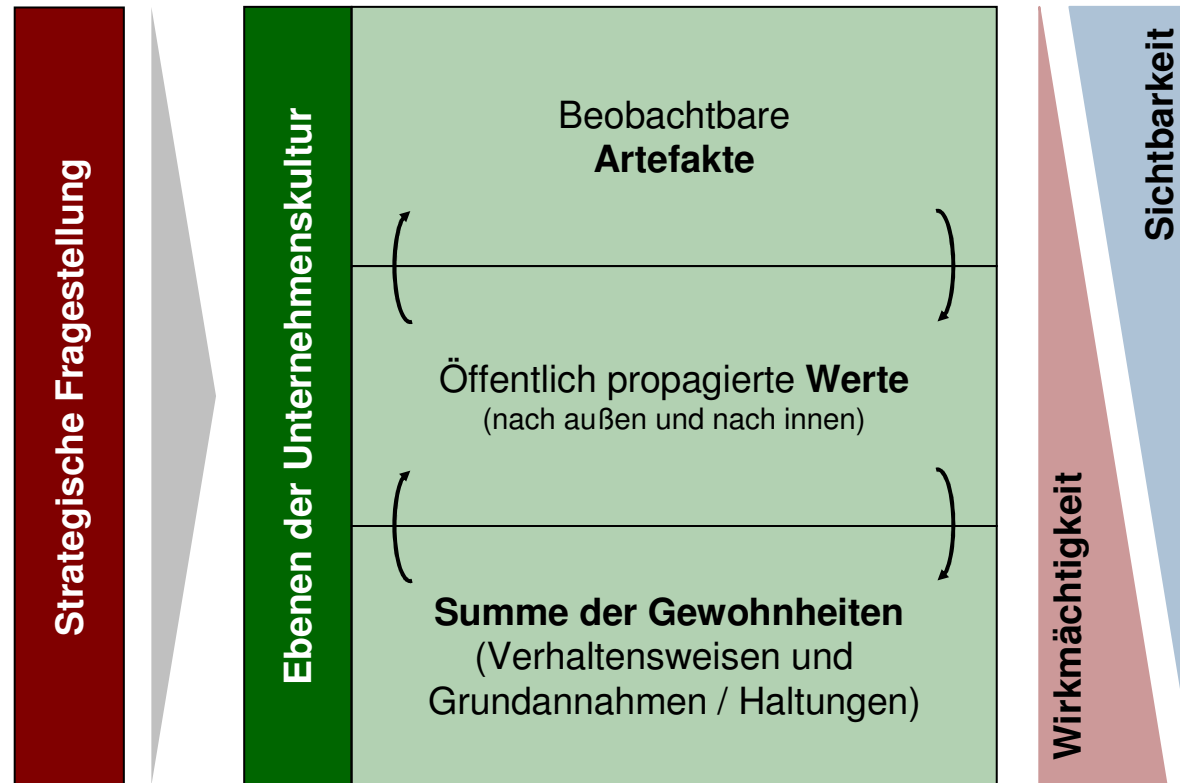 Strategische Fragestellung
Ebenen der Unternehmenskultur
Beobachtbare
Artefakte
Öffentlich propagierte Werte
(nach außen und nach innen)
Summe der Gewohnheiten
(Verhaltensweisen und
Grundannahmen / Haltungen)
Wirkmächtigkeit
Sichtbarkeit